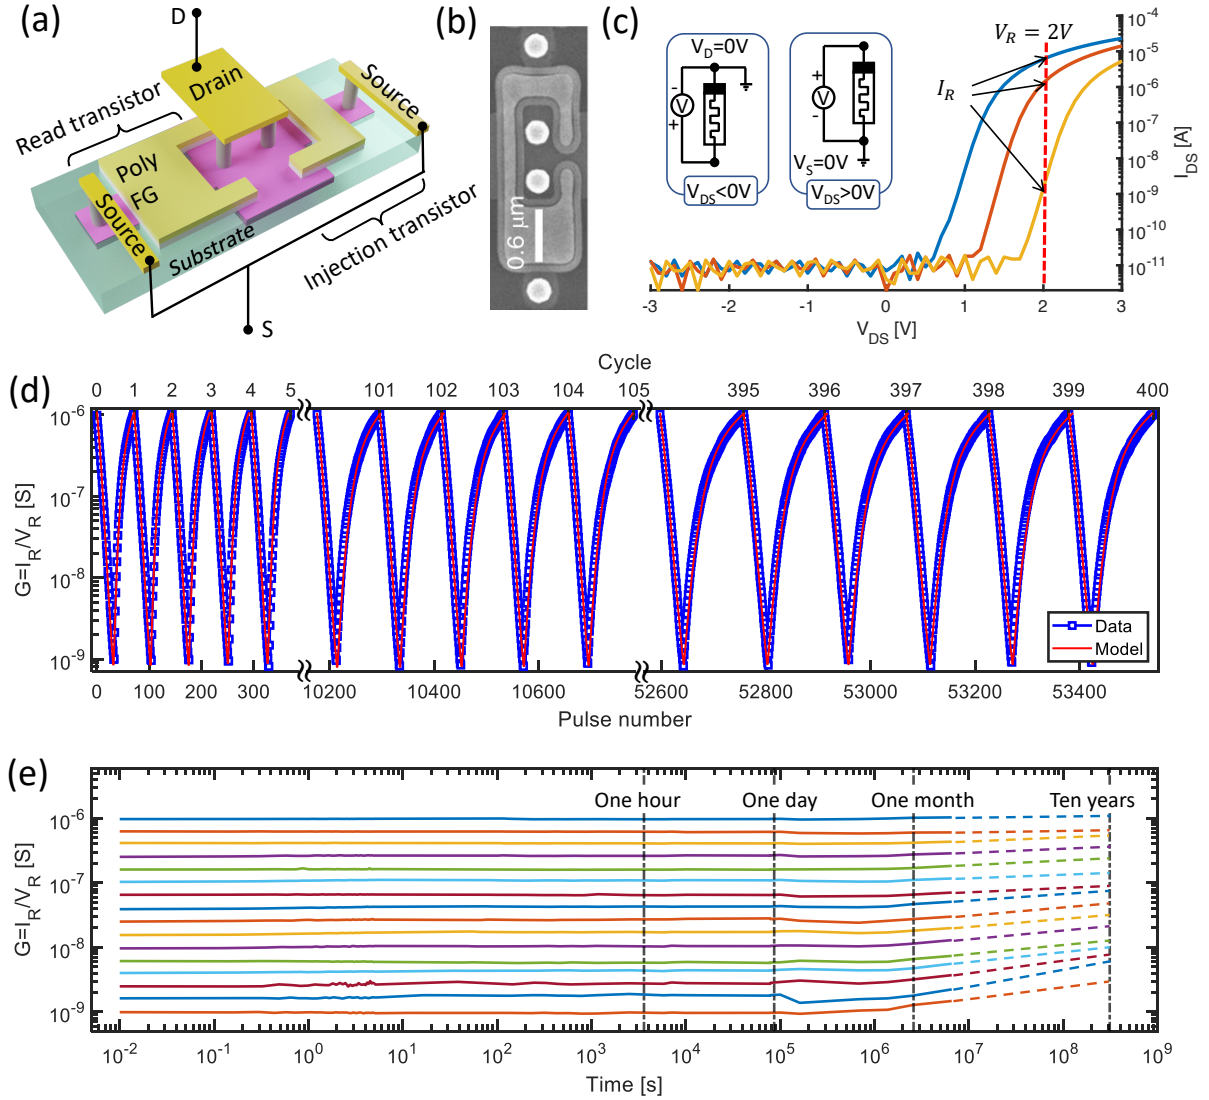 (a)
D
Drain
Source
Read transistor
Poly
FG
Source
Substrate
Injection transistor
S
(b)
0.6 μm
(c)
V_D=0V
-
V
+
V_DS<0V
+
V
-
V_S=0V
V_DS>0V
V_R = 2V
I_R
10^-4
10^-5
10^-6
10^-7
10^-8
10^-9
10^-10
10^-11
I_DS [A]
-3 -2 -1 0 1 2 3
V_DS [V]
(d)
Cycle
0 1 2 3 4 5 101 102 103 104 105 395 396 397 398 399 400
10^-6
10^-7
10^-8
10^-9
G=I_R/V_R [S]
Data
Model
0 100 200 300 10200 10400 10600 52600 52800 53000 53200 53400
Pulse number
(e)
One hour One day One month Ten years
10^-6
10^-7
10^-8
10^-9
G=I_R/V_R [S]
10^-2 10^-1 10^0 10^1 10^2 10^3 10^4 10^5 10^6 10^7 10^8 10^9
Time [s]